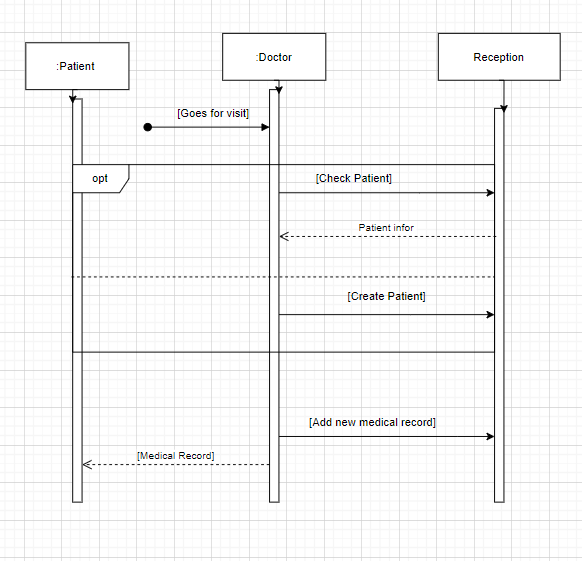 :Patient
:Doctor
Reception
[Goes for visit]
opt
[Check Patient]
Patient infor
[Create Patient]
[Add new medical record]
[Medical Record]